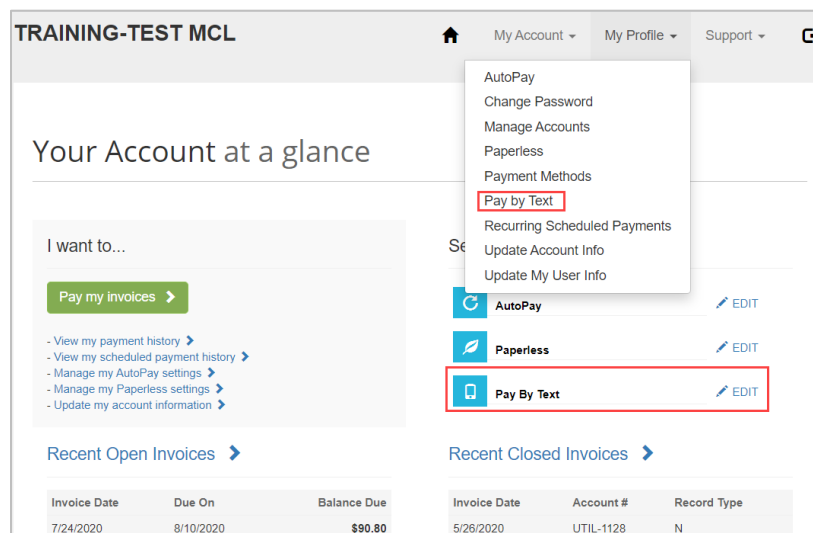 TRAINING-TEST MCL
My Account
My Profile
Support
AutoPay
Change Password
Manage Accounts
Paperless
Payment Methods
Pay by Text
Recurring Scheduled Payments
Update Account Info
Update My User Info
Your Account at a glance
I want to...
Pay my invoices
- View my payment history
- View my scheduled payment history
- Manage my AutoPay settings
- Manage my Paperless settings
- Update my account information
AutoPay EDIT
Paperless EDIT
Pay By Text EDIT
Recent Open Invoices
Invoice Date Due On Balance Due
7/24/2020 8/10/2020 $90.80
Recent Closed Invoices
Invoice Date Account # Record Type
5/26/2020 UTIL-1128 N